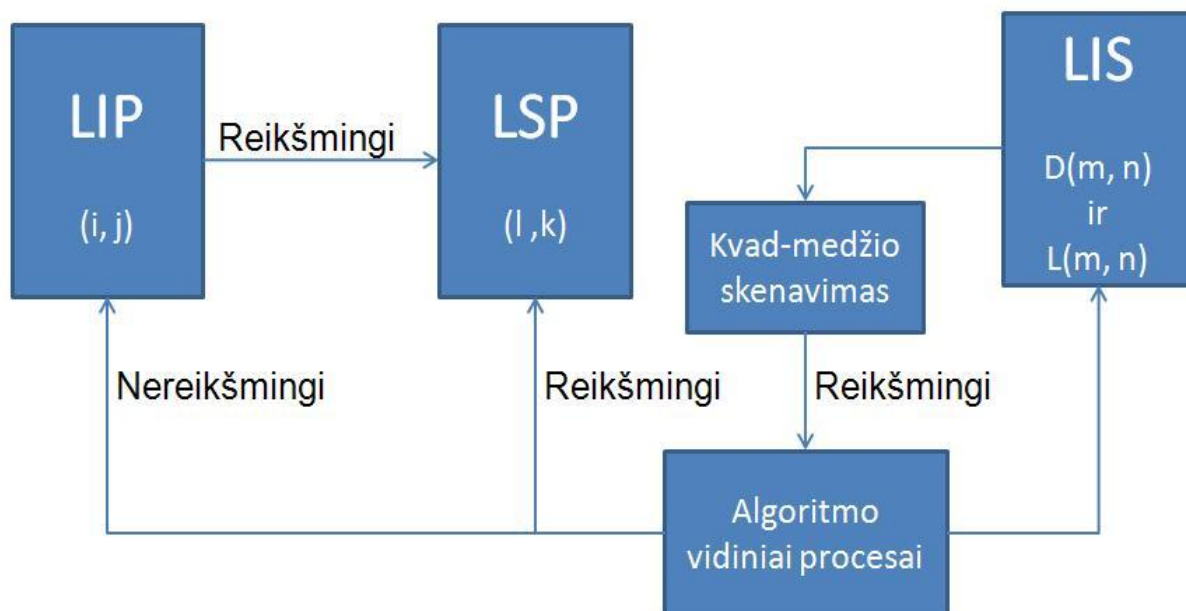 LIP
(i, j)
Reikšmingi
LSP
(l ,k)
LIS
D(m, n)
ir
L(m, n)
Kvad-medžio
skenavimas
Nereikšmingi
Reikšmingi
Reikšmingi
Algoritmo
vidiniai procesai